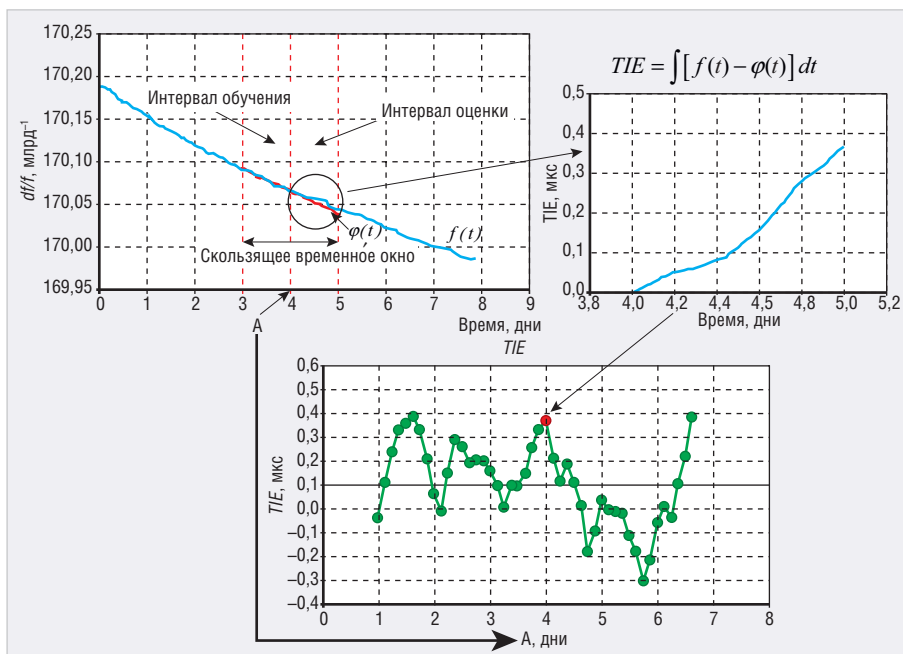 170,25
170,20
170,15
170,10
170,05
170,00
169,95
df/f, млрд⁻¹
Интервал обучения
Интервал оценки
φ(t)
f(t)
Скользящее временное окно
0 1 2 3 4 5 6 7 8 9
A
Время, дни
TIE = ∫[f(t) − φ(t)]dt
0,5
0,4
0,3
0,2
0,1
0,0
TIE, мкс
3,8 4,0 4,2 4,4 4,6 4,8 5,0 5,2
Время, дни
TIE
0,6
0,5
0,4
0,3
0,2
0,1
0,0
–0,1
–0,2
–0,3
–0,4
TIE, мкс
0 1 2 3 4 5 6 7 8
А, дни